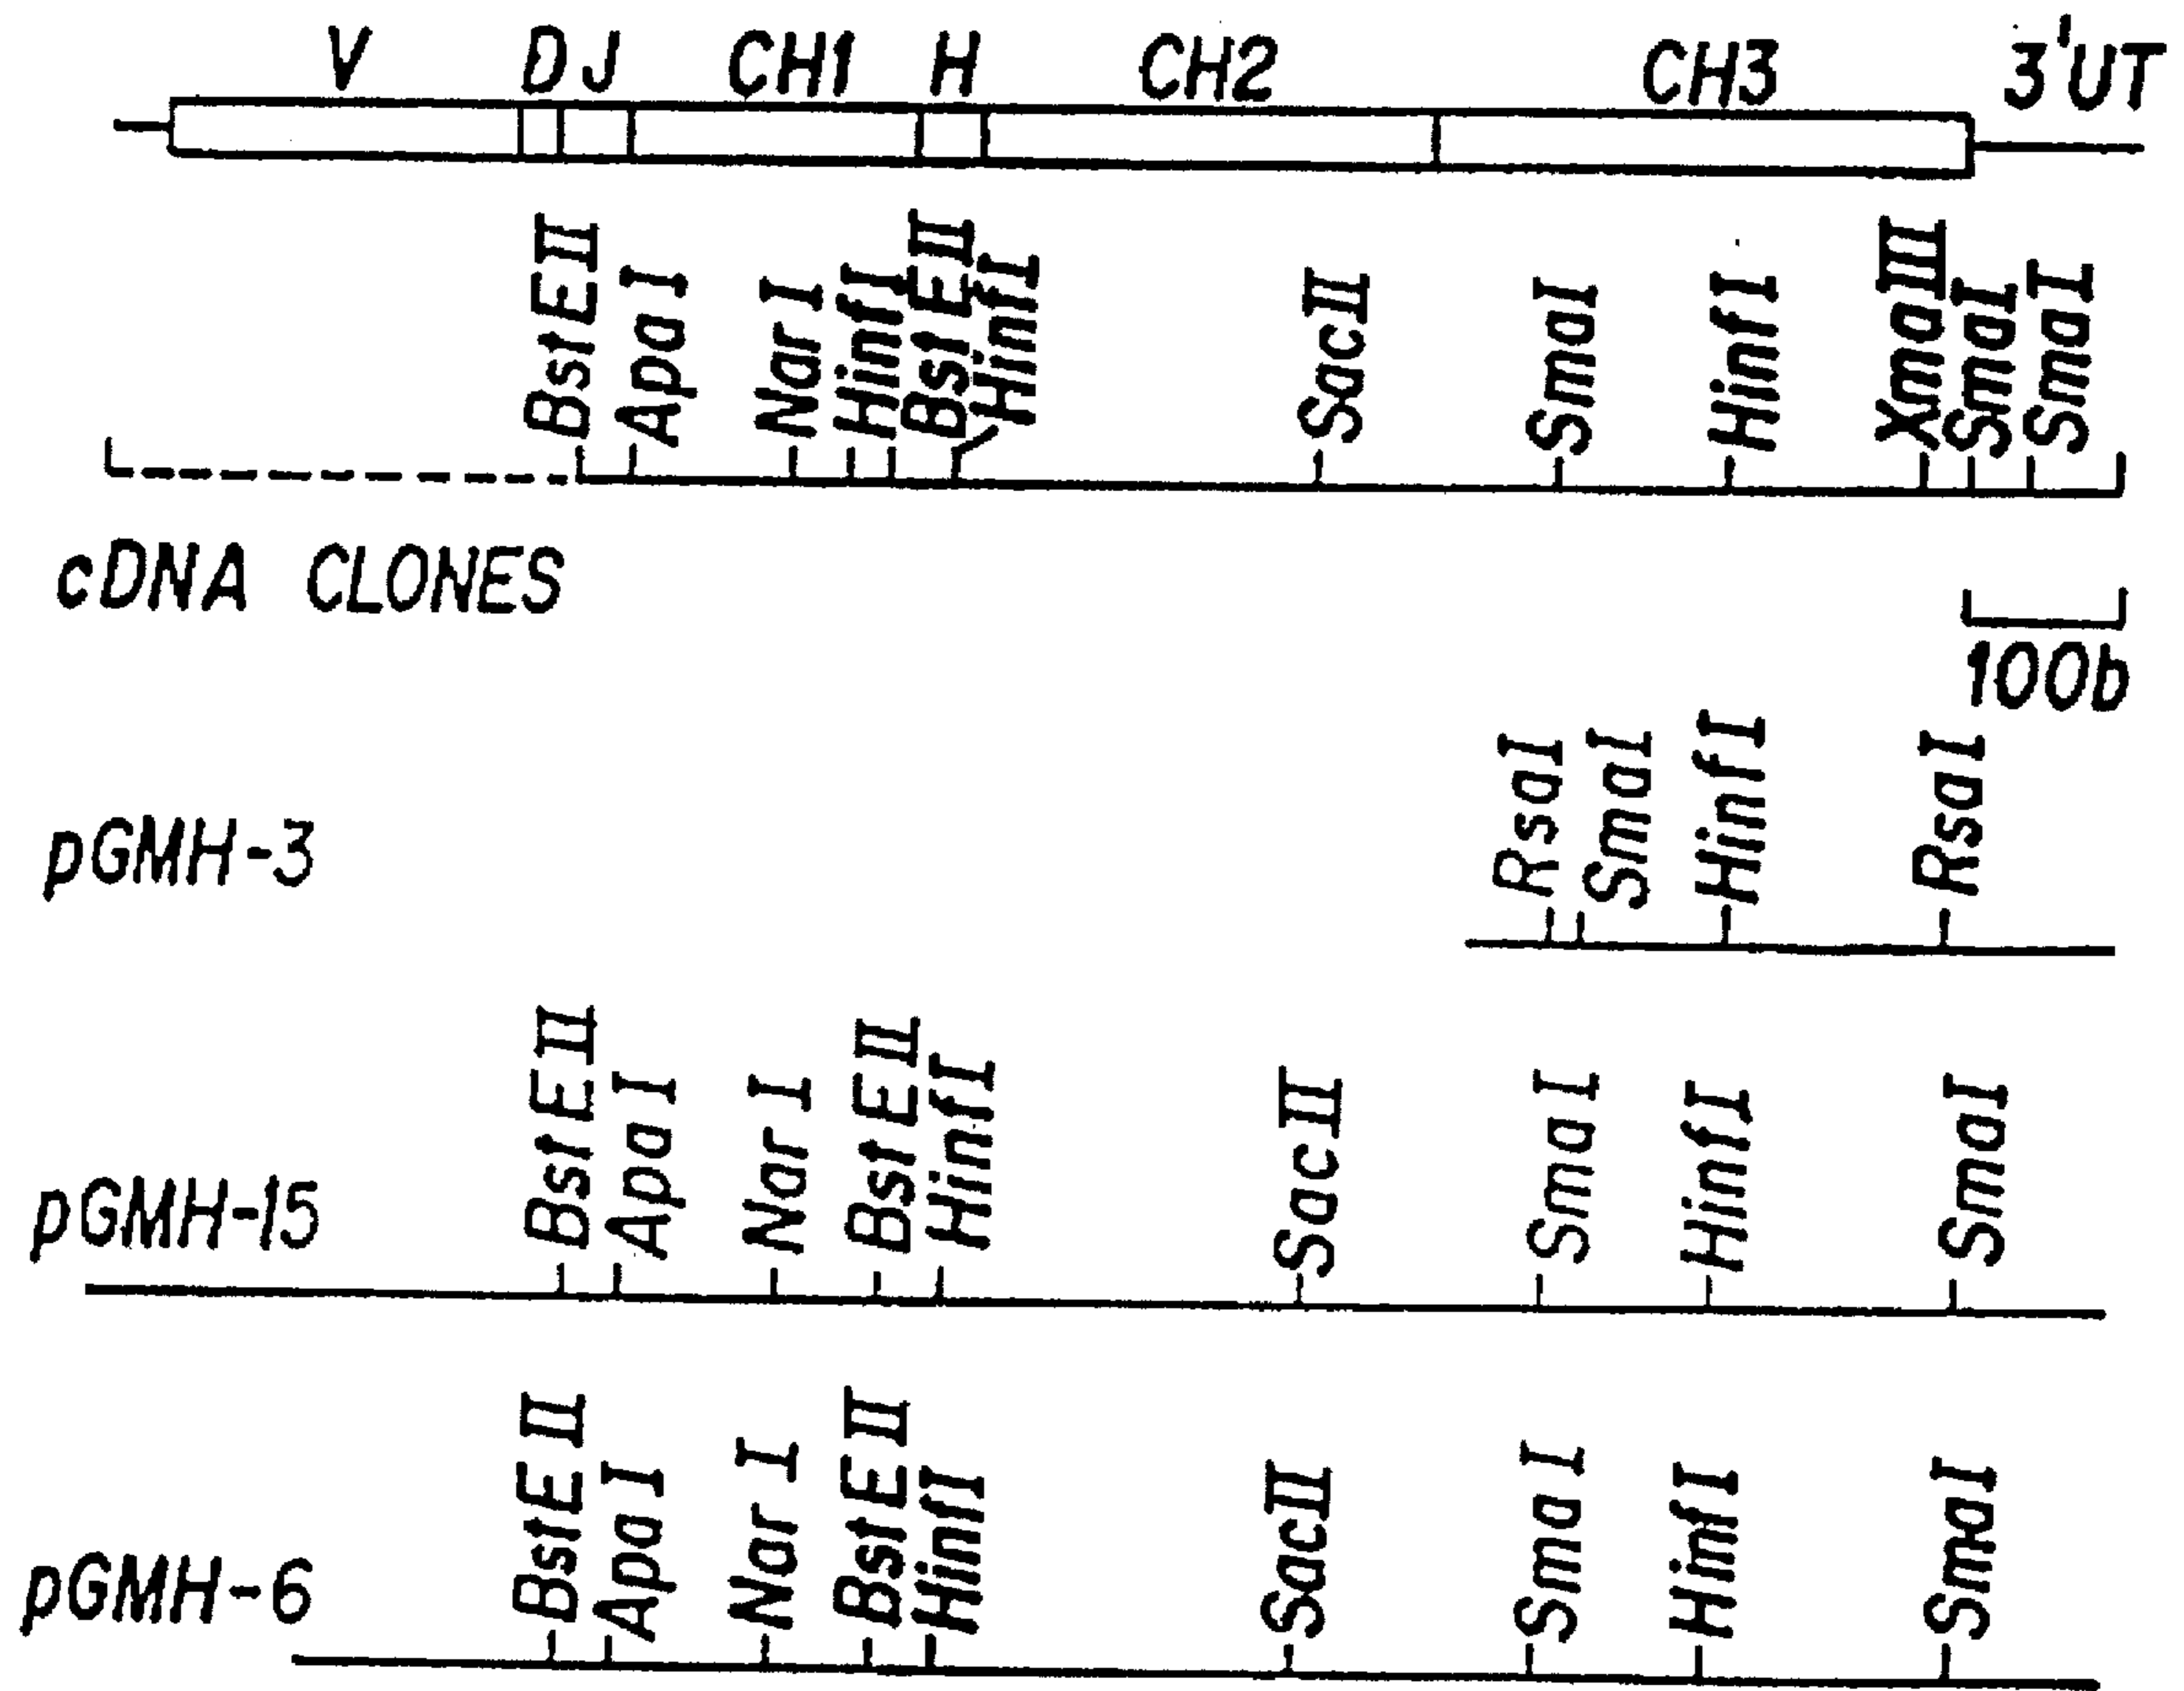 V DJ CH1 H CH2 CH3 3'UT
BstEII ApaI NarI HinfI BstEII HinfI SacII SmaI HinfI XmaIII SmaI SmaI
cDNA CLONES
100b
RsaI SmaI HinfI RsaI
pGMH-3
BstEII ApaI NarI BstEII HinfI SacII SmaI HinfI SmaI
pGMH-15
BstEII ApaI NarI BstEII HinfI SacII SmaI HinfI SmaI
pGMH-6